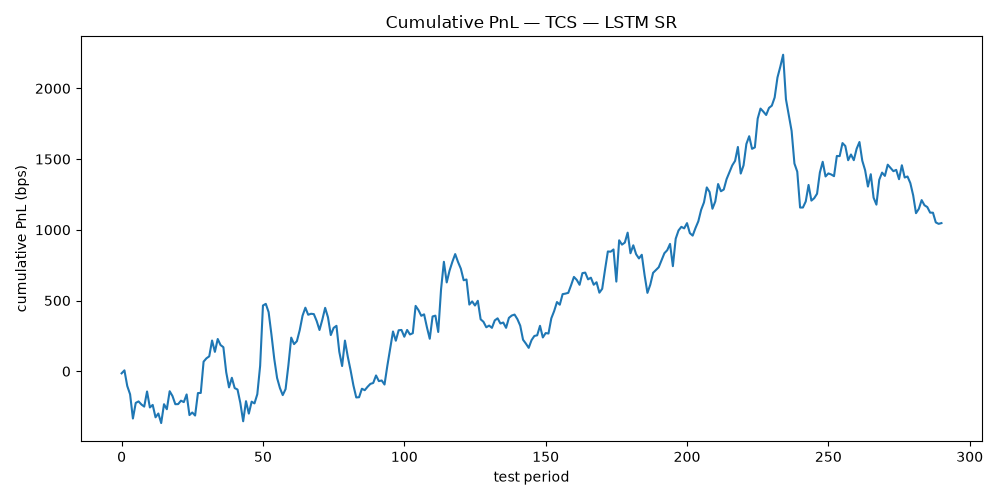 Cumulative PnL — TCS — LSTM SR
cumulative PnL (bps)
2000
1500
1000
500
0
0 50 100 150 200 250 300
test period